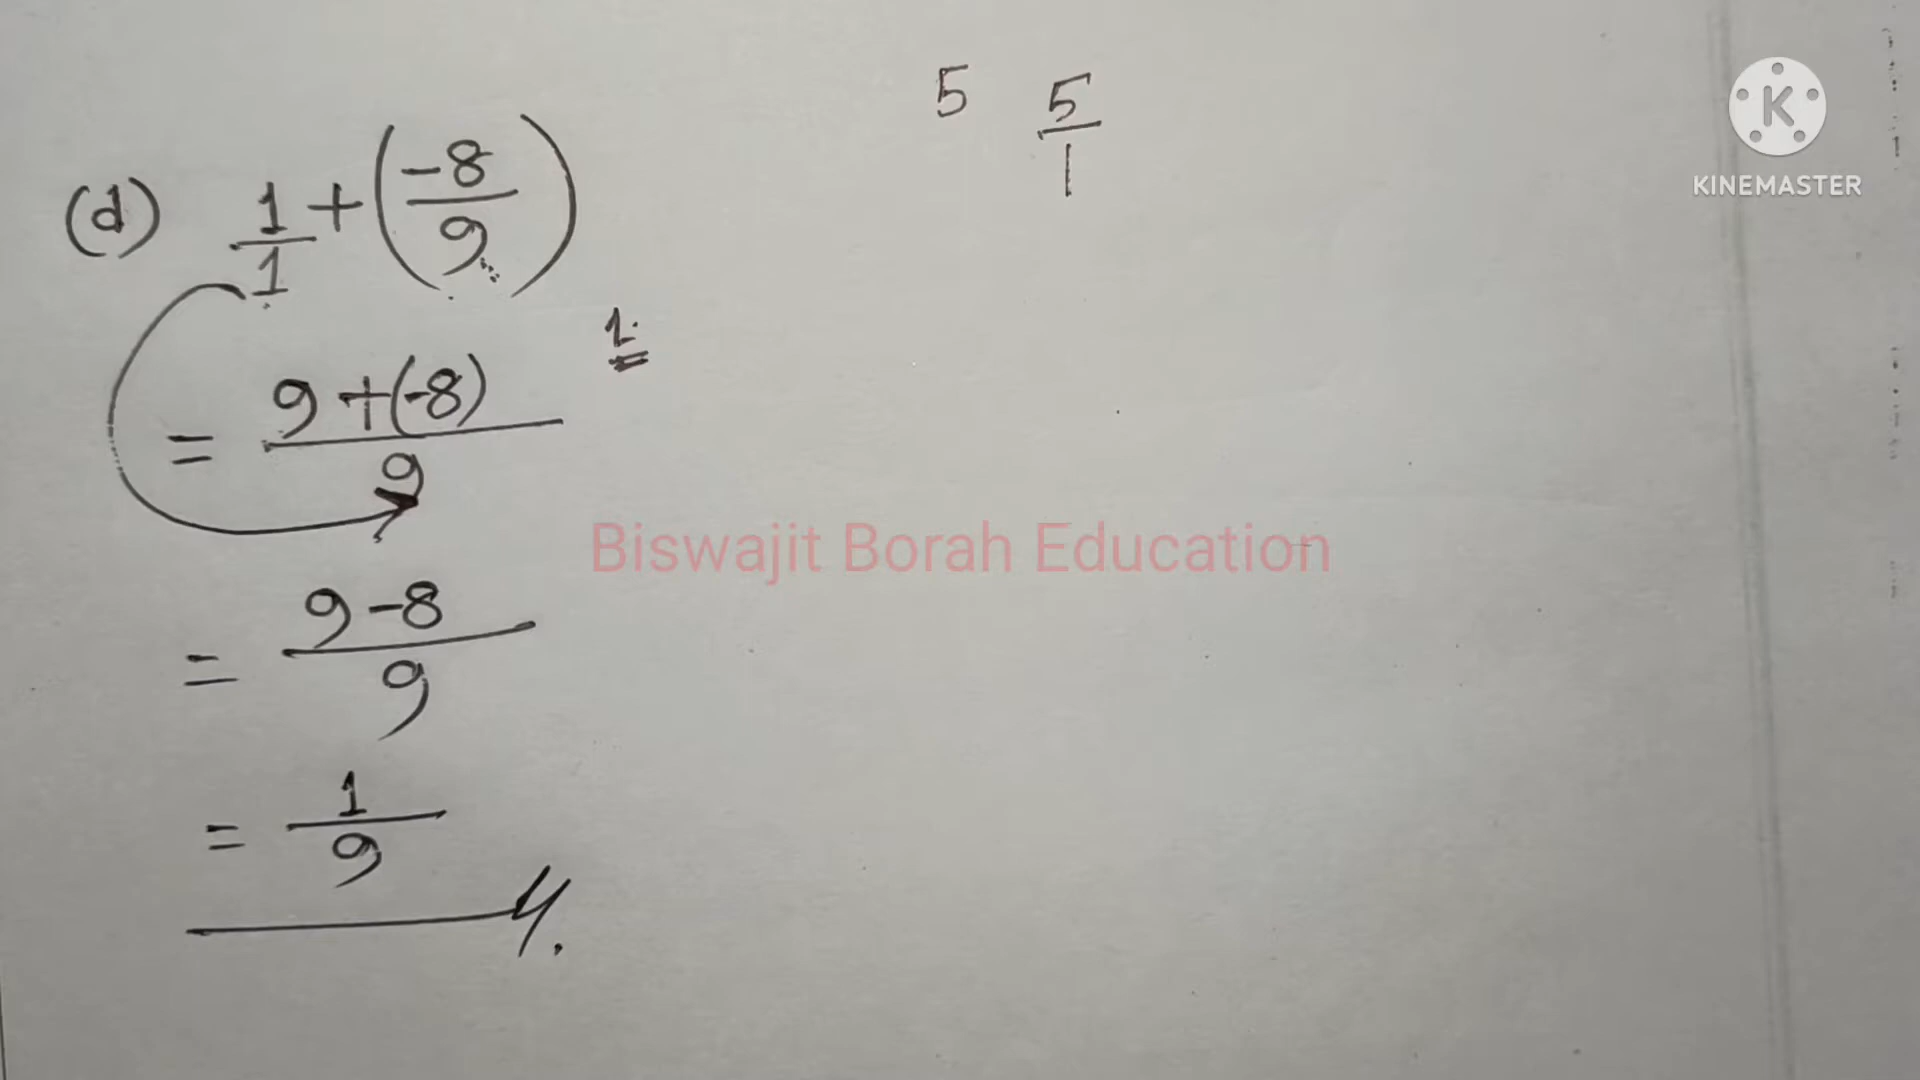 (d) 1/1 + (-8/9)
5 5/1
KINEMASTER
1.
= 9+(-8)/9
Biswajit Borah Education
= 9-8/9
= 1/9